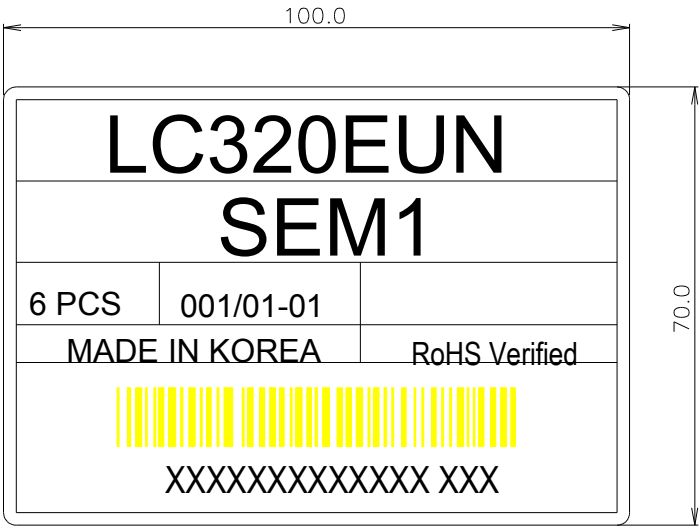 100.0
LC320EUN
SEM1
6 PCS 001/01-01
70.0
MADE IN KOREA RoHS Verified
XXXXXXXXXXXXX XXX